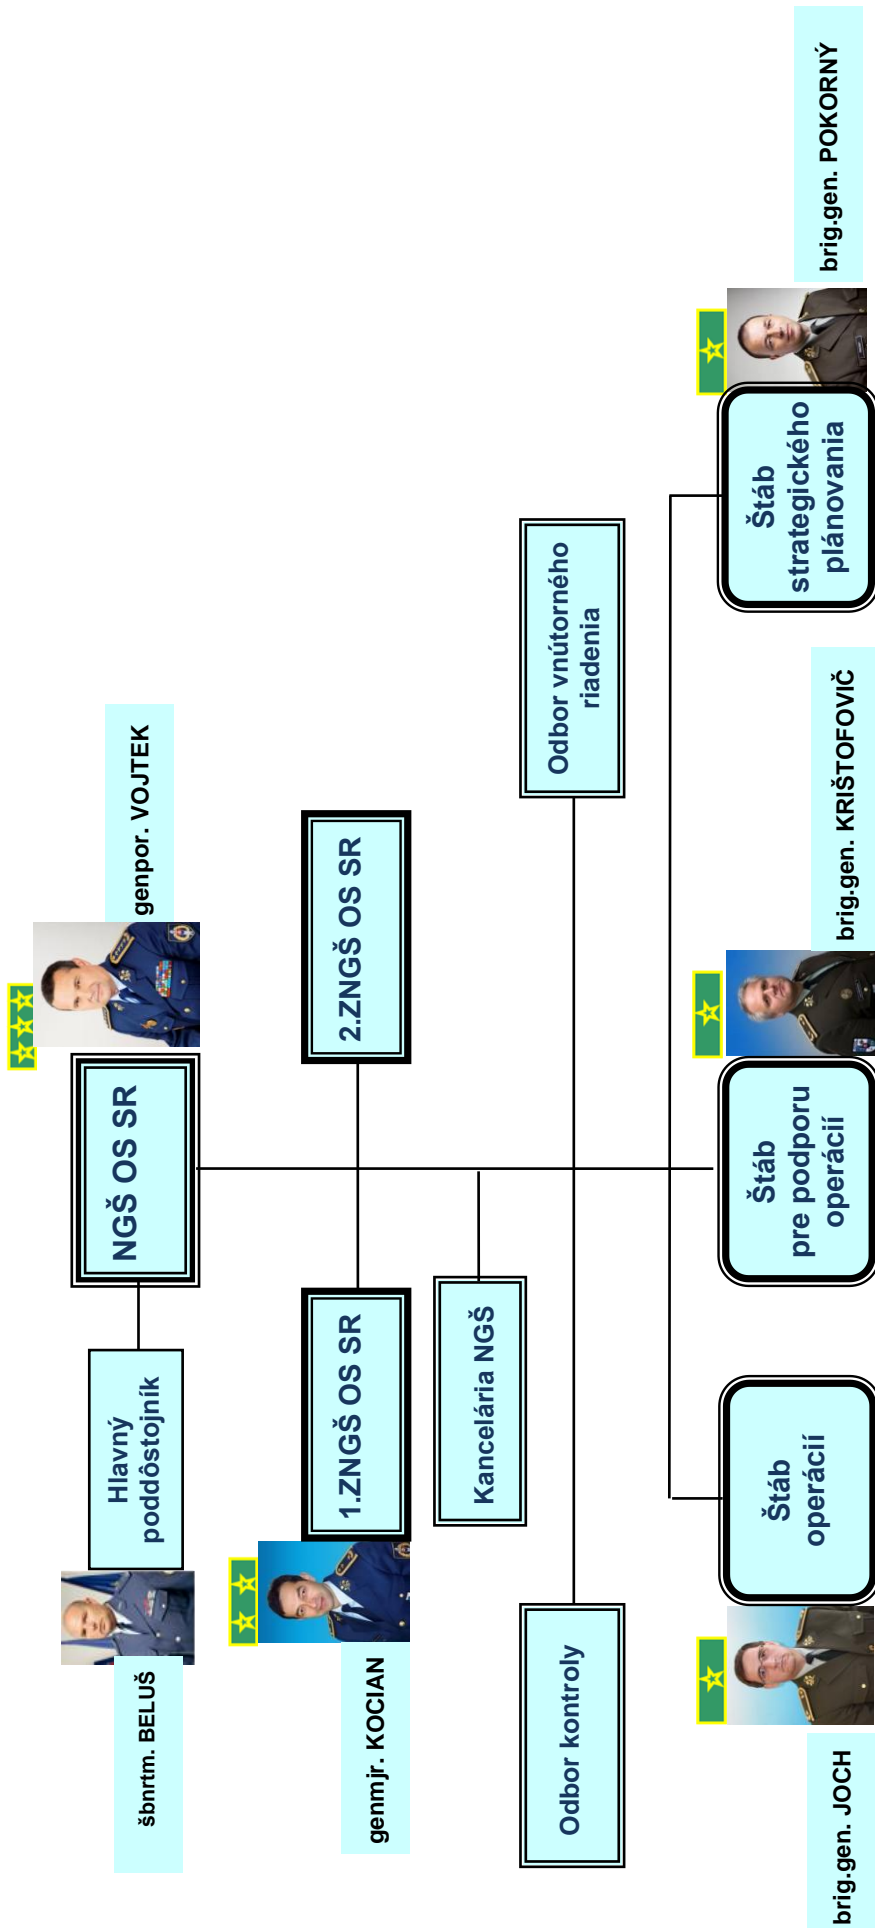 genpor. VOJTEK
NGŠ OS SR
Hlavný
poddôstojník
šbnrtm. BELUŠ
2.ZNGŠ OS SR
1.ZNGŠ OS SR
genmjr. KOCIAN
Kancelária NGŠ
Odbor kontroly
Odbor vnútorného
riadenia
brig.gen. JOCH
Štáb
operácií
Štáb
pre podporu
operácií
brig.gen. KRIŠTOFOVIČ
Štáb
strategického
plánovania
brig.gen. POKORNÝ